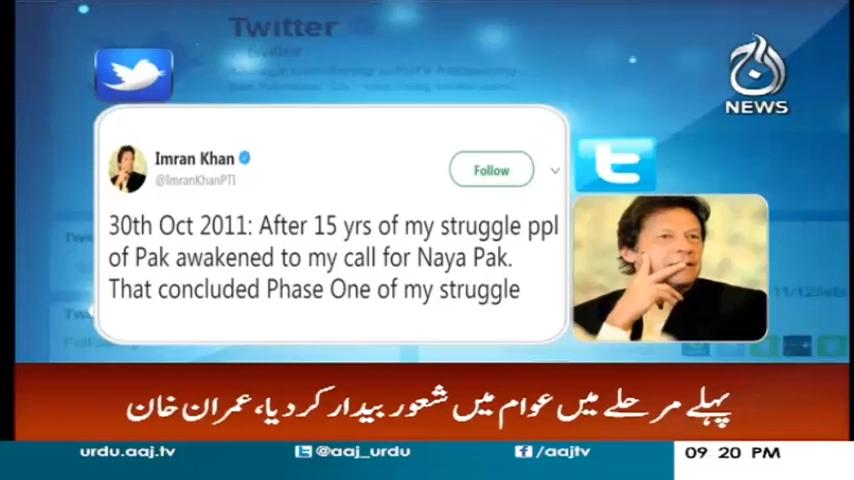 Twitter
آج
NEWS
Imran Khan
@ImranKhanPTI
Follow
30th Oct 2011: After 15 yrs of my struggle ppl
of Pak awakened to my call for Naya Pak.
That concluded Phase One of my struggle
پہلے مرحلے میں عوام میں شعور بیدار کر دیا، عمران خان
urdu.aaj.tv @aaj_urdu /aajtv 09 20 PM